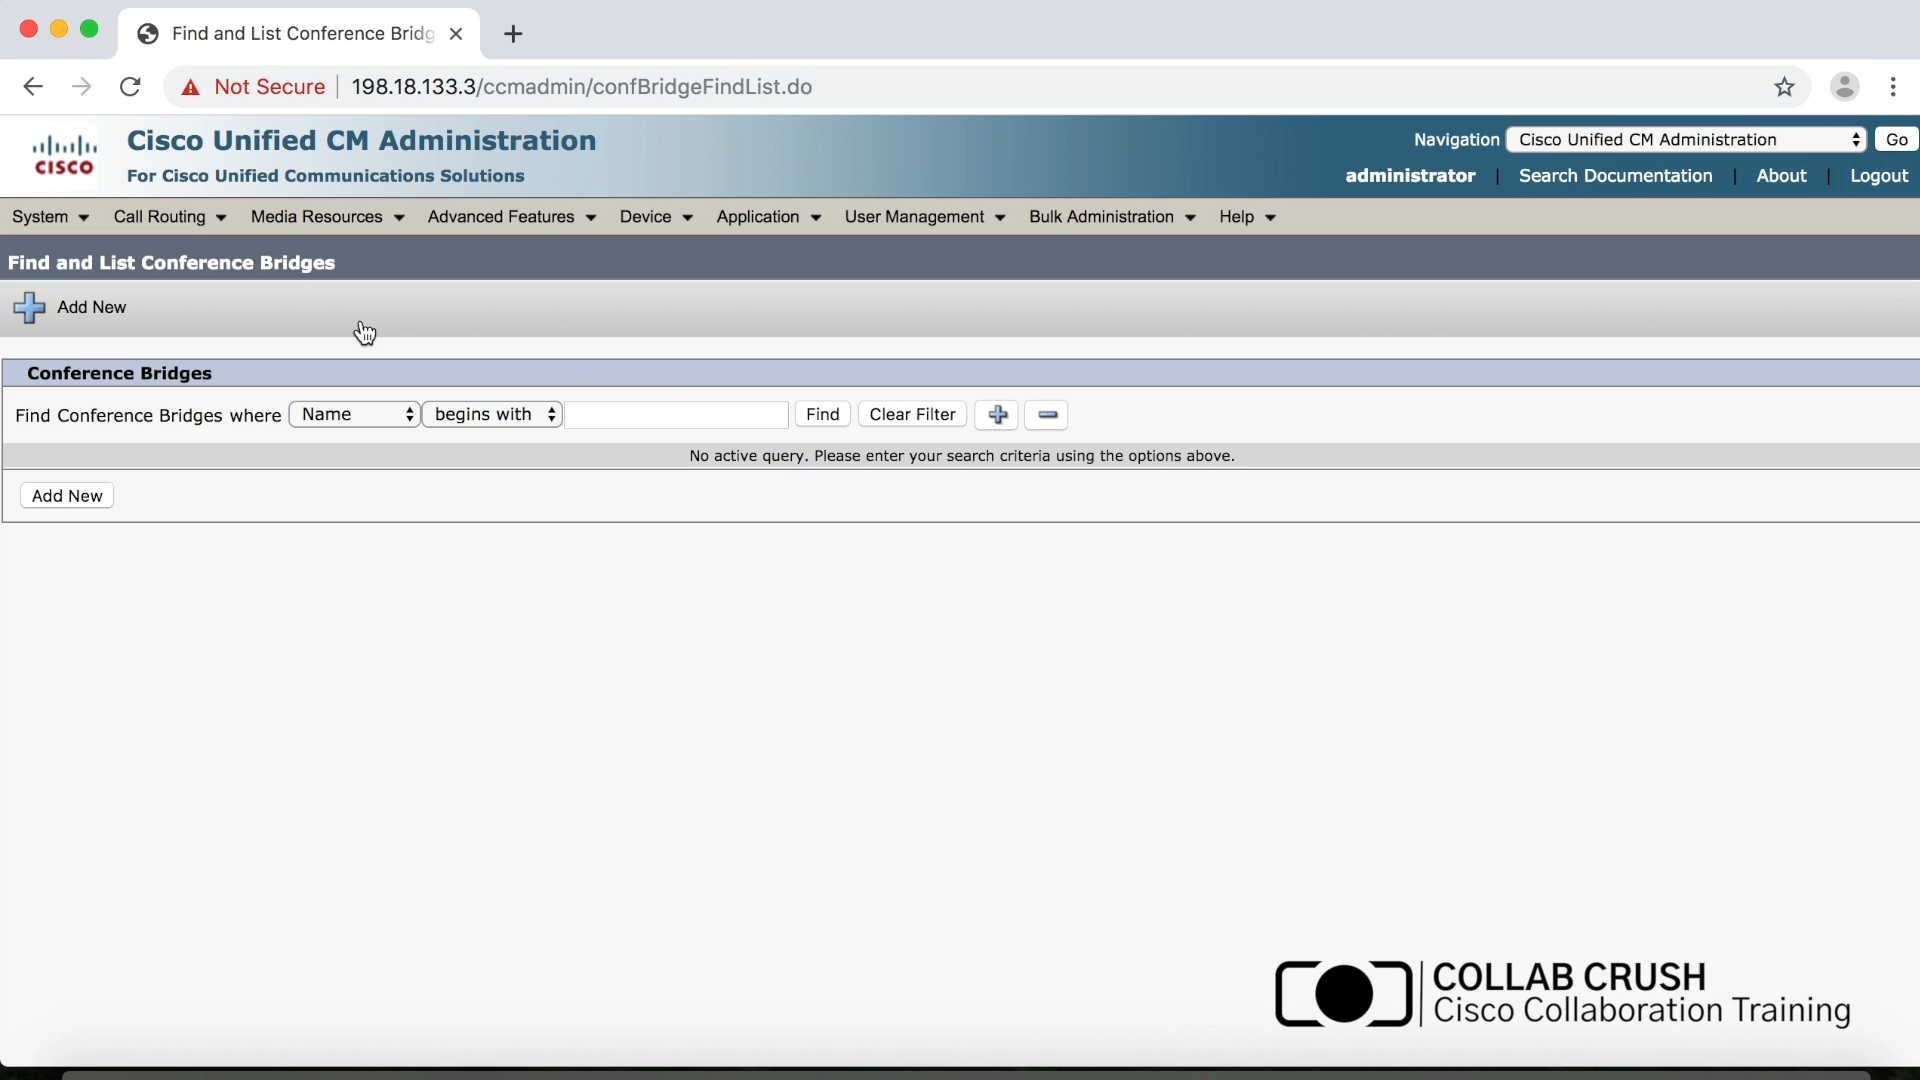 Find and List Conference Bridg
Not Secure 198.18.133.3/ccmadmin/confBridgeFindList.do
CISCO
Cisco Unified CM Administration
For Cisco Unified Communications Solutions
Navigation Cisco Unified CM Administration Go
administrator Search Documentation About Logout
System Call Routing Media Resources Advanced Features Device Application User Management Bulk Administration Help
Find and List Conference Bridges
Add New
Conference Bridges
Find Conference Bridges where Name begins with Find Clear Filter
No active query. Please enter your search criteria using the options above.
Add New
COLLAB CRUSH
Cisco Collaboration Training